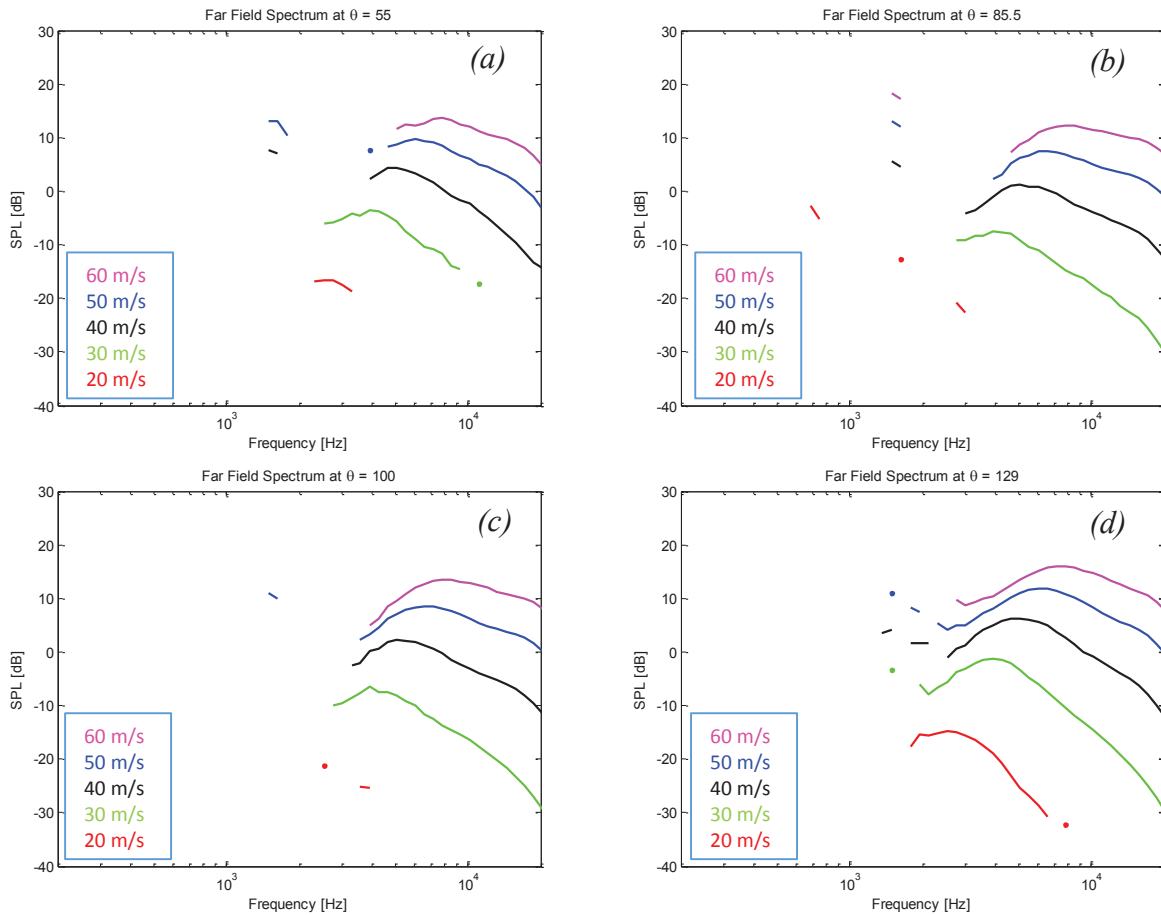 Far Field Spectrum at θ = 55
(a)
SPL [dB]
30
20
10
0
-10
-20
-30
-40
60 m/s
50 m/s
40 m/s
30 m/s
20 m/s
10³
10⁴
Frequency [Hz]
Far Field Spectrum at θ = 85.5
(b)
SPL [dB]
30
20
10
0
-10
-20
-30
-40
60 m/s
50 m/s
40 m/s
30 m/s
20 m/s
10³
10⁴
Frequency [Hz]
Far Field Spectrum at θ = 100
(c)
SPL [dB]
30
20
10
0
-10
-20
-30
-40
60 m/s
50 m/s
40 m/s
30 m/s
20 m/s
10³
10⁴
Frequency [Hz]
Far Field Spectrum at θ = 129
(d)
SPL [dB]
30
20
10
0
-10
-20
-30
-40
60 m/s
50 m/s
40 m/s
30 m/s
20 m/s
10³
10⁴
Frequency [Hz]